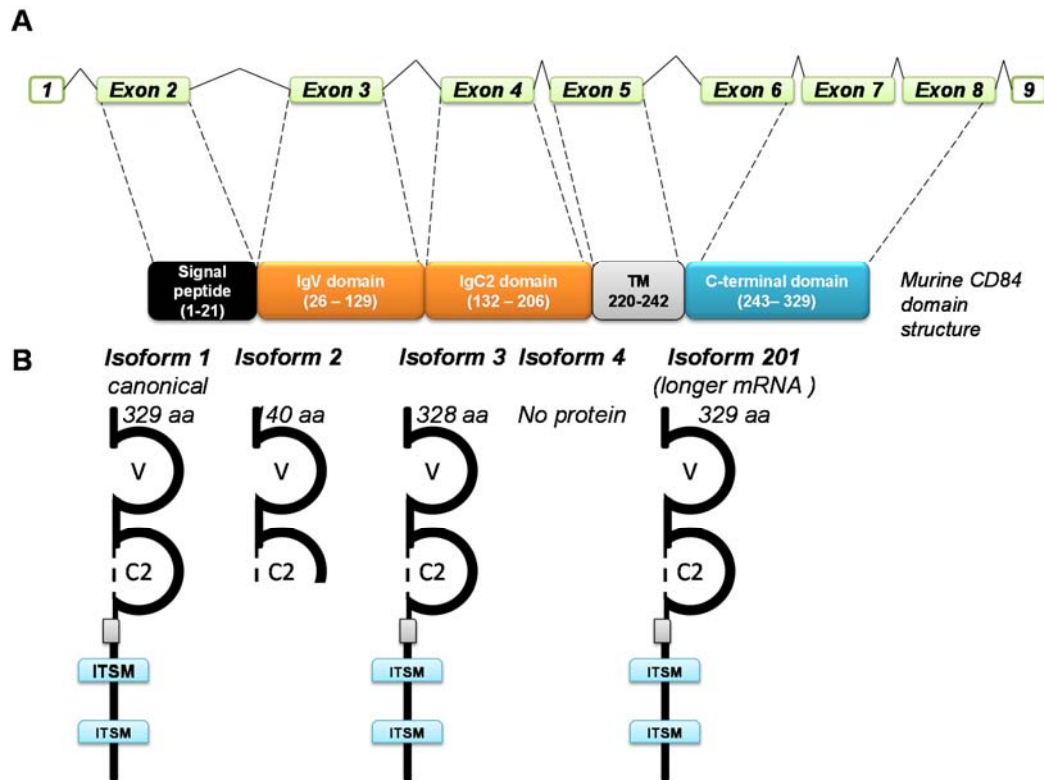 A
1 Exon 2 Exon 3 Exon 4 Exon 5 Exon 6 Exon 7 Exon 8 9
Signal
peptide
(1-21)
IgV domain
(26 – 129)
IgC2 domain
(132 – 206)
TM
220-242
C-terminal domain
(243– 329)
Murine CD84
domain
structure
B
Isoform 1 Isoform 2 Isoform 3 Isoform 4 Isoform 201
canonical (longer mRNA )
329 aa 40 aa 328 aa No protein 329 aa
V V V V
C2 C2 C2 C2
ITSM ITSM ITSM
ITSM ITSM ITSM